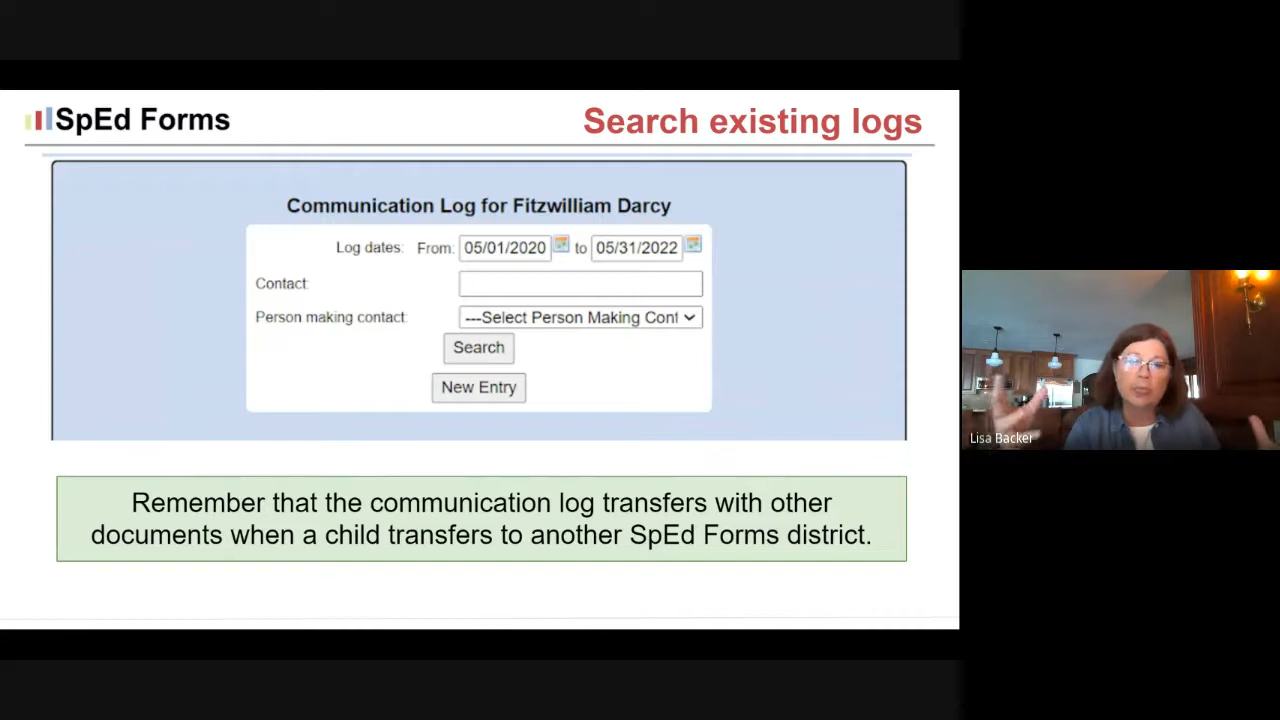 SpEd Forms
Search existing logs
Communication Log for Fitzwilliam Darcy
Log dates: From: 05/01/2020 to 05/31/2022
Contact:
Person making contact: ---Select Person Making Cont
Search
New Entry
Remember that the communication log transfers with other
documents when a child transfers to another SpEd Forms district.
Lisa Backer